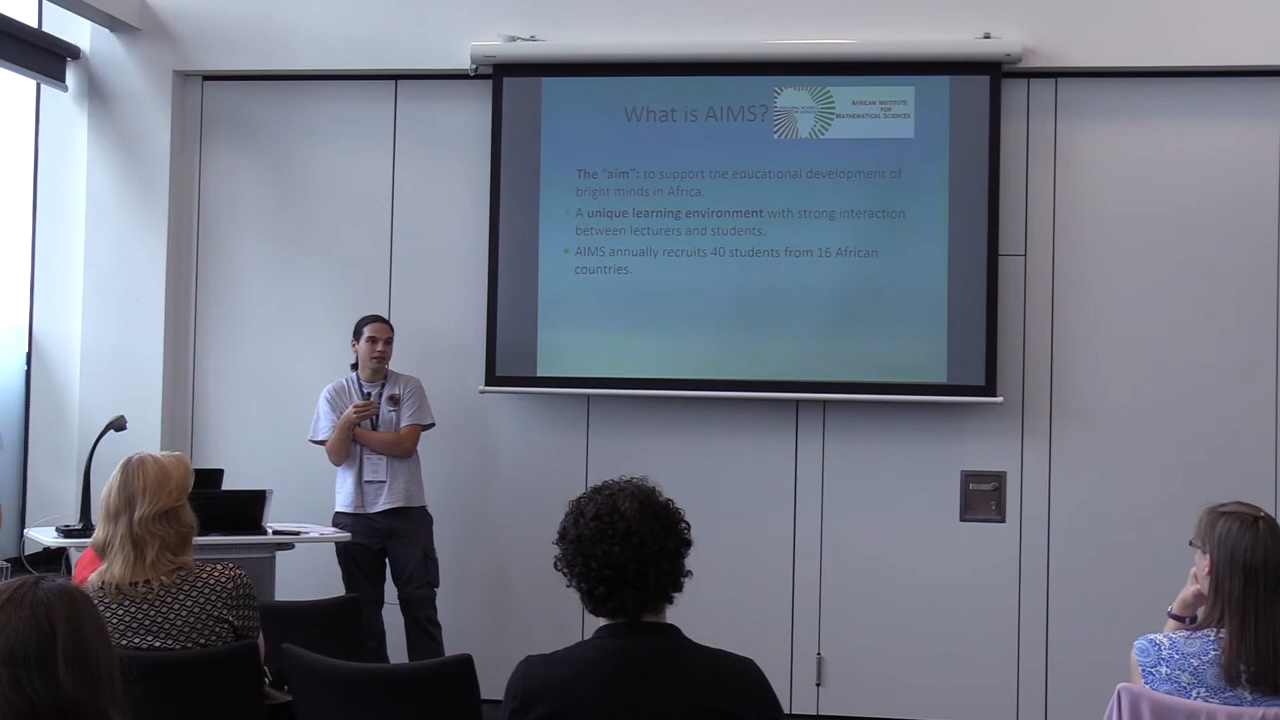 What is AIMS?
AFRICAN INSTITUTE
FOR
MATHEMATICAL SCIENCES
The "aim": to support the educational development of
bright minds in Africa.
A unique learning environment with strong interaction
between lecturers and students.
AIMS annually recruits 40 students from 16 African
countries.